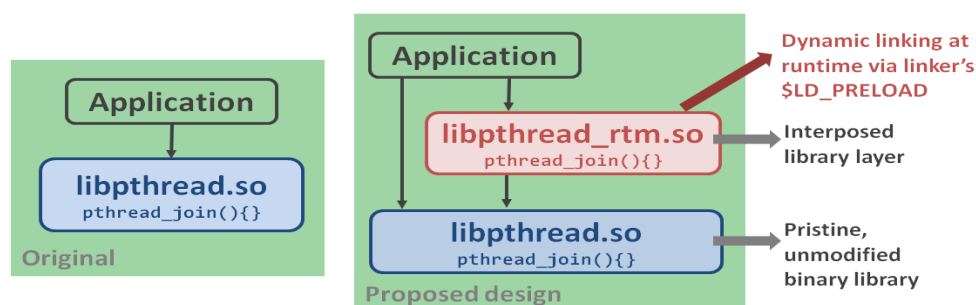 Application
libpthread.so
pthread_join(){}
Original
Application
libpthread_rtm.so
pthread_join(){}
libpthread.so
pthread_join(){}
Proposed design
Dynamic linking at
runtime via linker's
$LD_PRELOAD
Interposed
library layer
Pristine,
unmodified
binary library